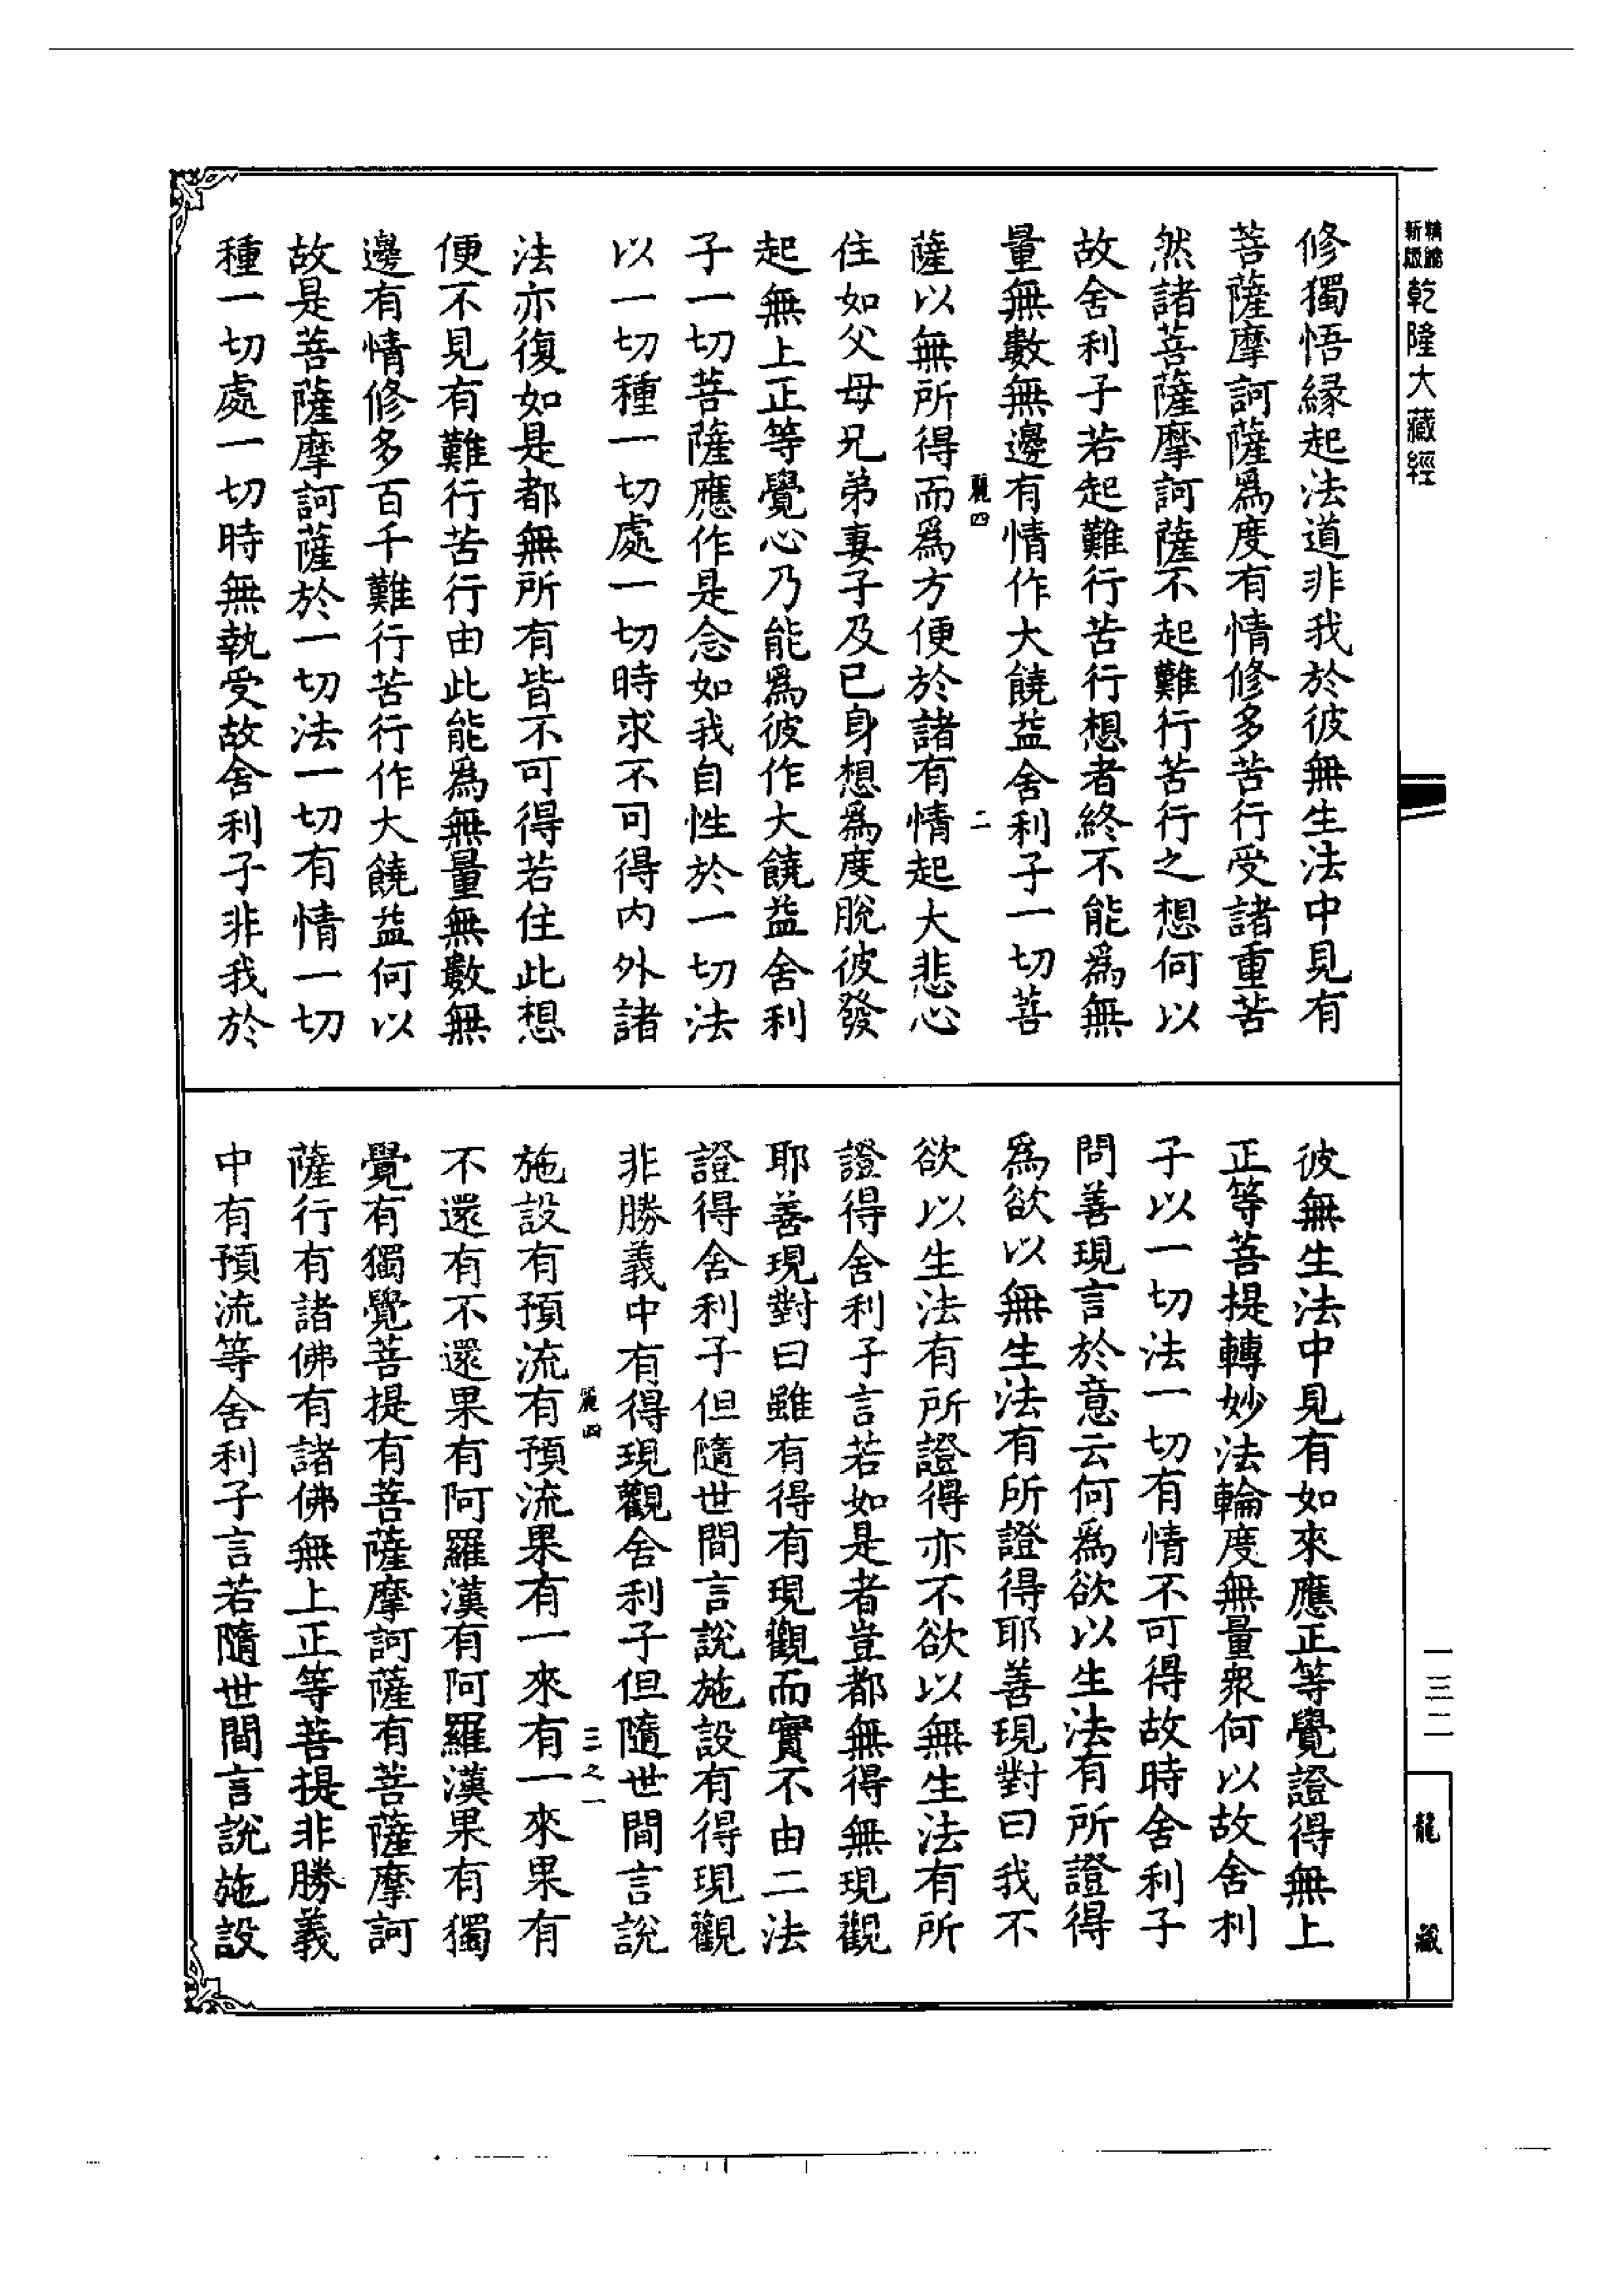 精繕新版乾隆大藏經
修獨悟緣起法道非我於彼無生法中見有
菩薩摩訶薩爲度有情修多苦行受諸重苦
然諸菩薩摩訶薩不起難行苦行之想何以
故舍利子若起難行苦行想者終不能爲無
量無數無邊有情作大饒益舍利子一切菩
麗四 二
薩以無所得而爲方便於諸有情起大悲心
住如父母兄弟妻子及已身想爲度脫彼發
起無上正等覺心乃能爲彼作大饒益舍利
子一切菩薩應作是念如我自性於一切法
以一切種一切處一切時求不可得内外諸
法亦復如是都無所有皆不可得若住此想
便不見有難行苦行由此能爲無量無數無
邊有情修多百千難行苦行作大饒益何以
故是菩薩摩訶薩於一切法一切有情一切
種一切處一切時無執受故舍利子非我於
彼無生法中見有如來應正等覺證得無上
正等菩提轉妙法輪度無量衆何以故舍利
子以一切法一切有情不可得故時舍利子
問善現言於意云何爲欲以生法有所證得
爲欲以無生法有所證得耶善現對曰我不
欲以生法有所證得亦不欲以無生法有所
證得舍利子言若如是者豈都無得無現觀
耶善現對曰雖有得有現觀而實不由二法
證得舍利子但隨世間言說施設有得現觀
非勝義中有得現觀舍利子但隨世間言說
麗四 三之一
施設有預流有預流果有一來有一來果有
不還有不還果有阿羅漢有阿羅漢果有獨
覺有獨覺菩提有菩薩摩訶薩有菩薩摩訶
薩行有諸佛有諸佛無上正等菩提非勝義
中有預流等舍利子言若隨世間言說施設
一三二
龍藏